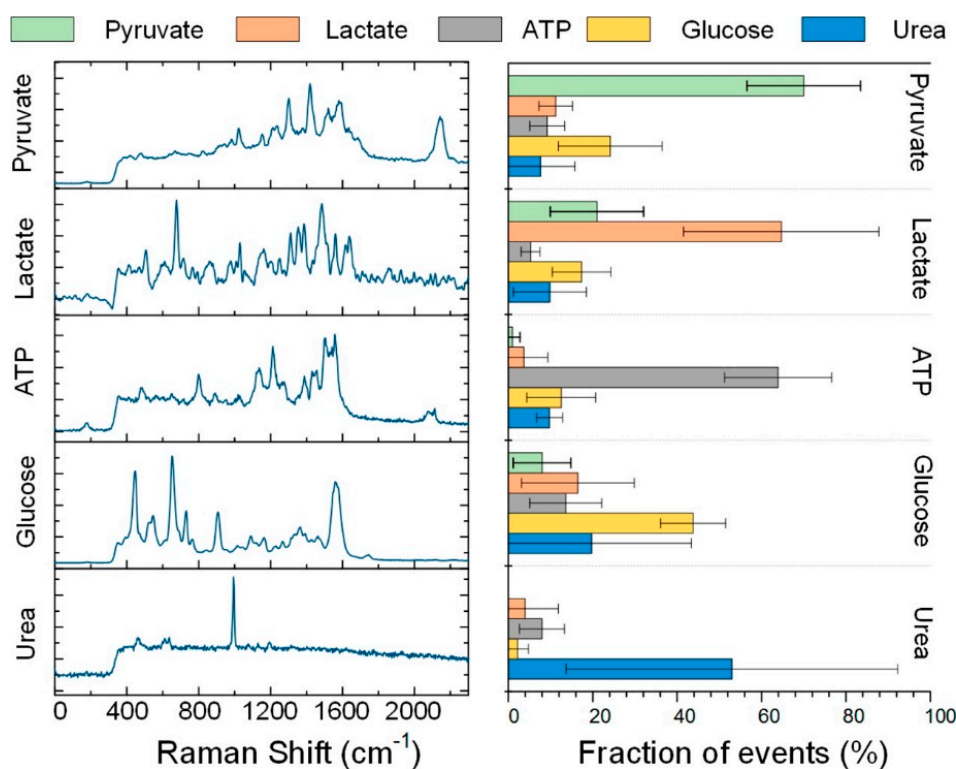 Pyruvate Lactate ATP Glucose Urea
Pyruvate
Lactate
ATP
Glucose
Urea
0 400 800 1200 1600 2000
Raman Shift (cm⁻¹)
Pyruvate
Lactate
ATP
Glucose
Urea
0 20 40 60 80 100
Fraction of events (%)